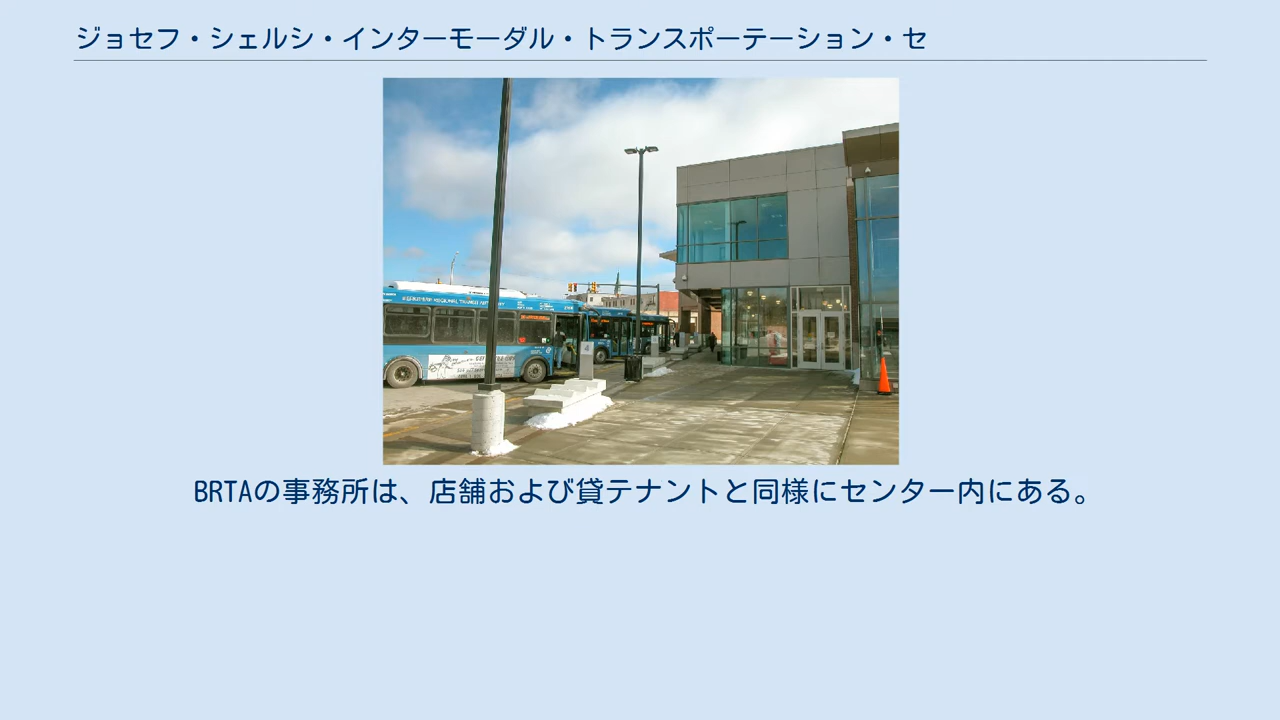 ジョセフ・シェルシ・インターモーダル・トランスポーテーション・セ
BRTAの事務所は、店舗および貸テナントと同様にセンター内にある。